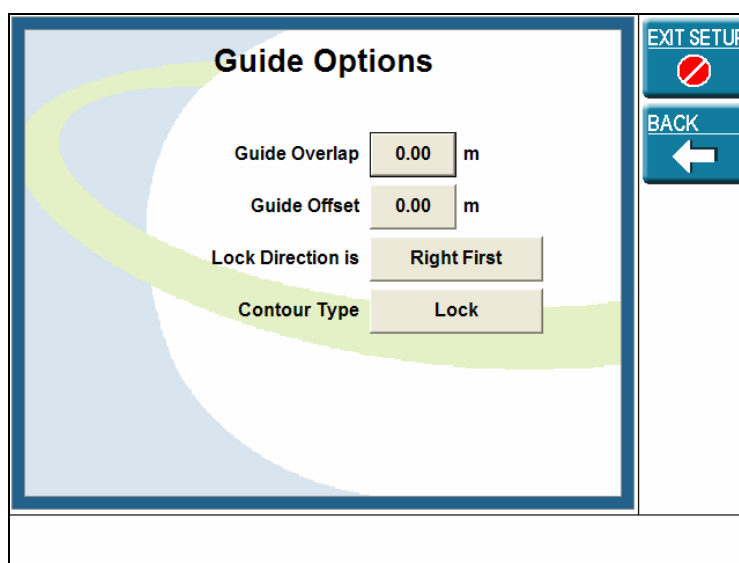 Guide Options
Guide Overlap 0.00 m
Guide Offset 0.00 m
Lock Direction is Right First
Contour Type Lock
EXIT SETUP
BACK